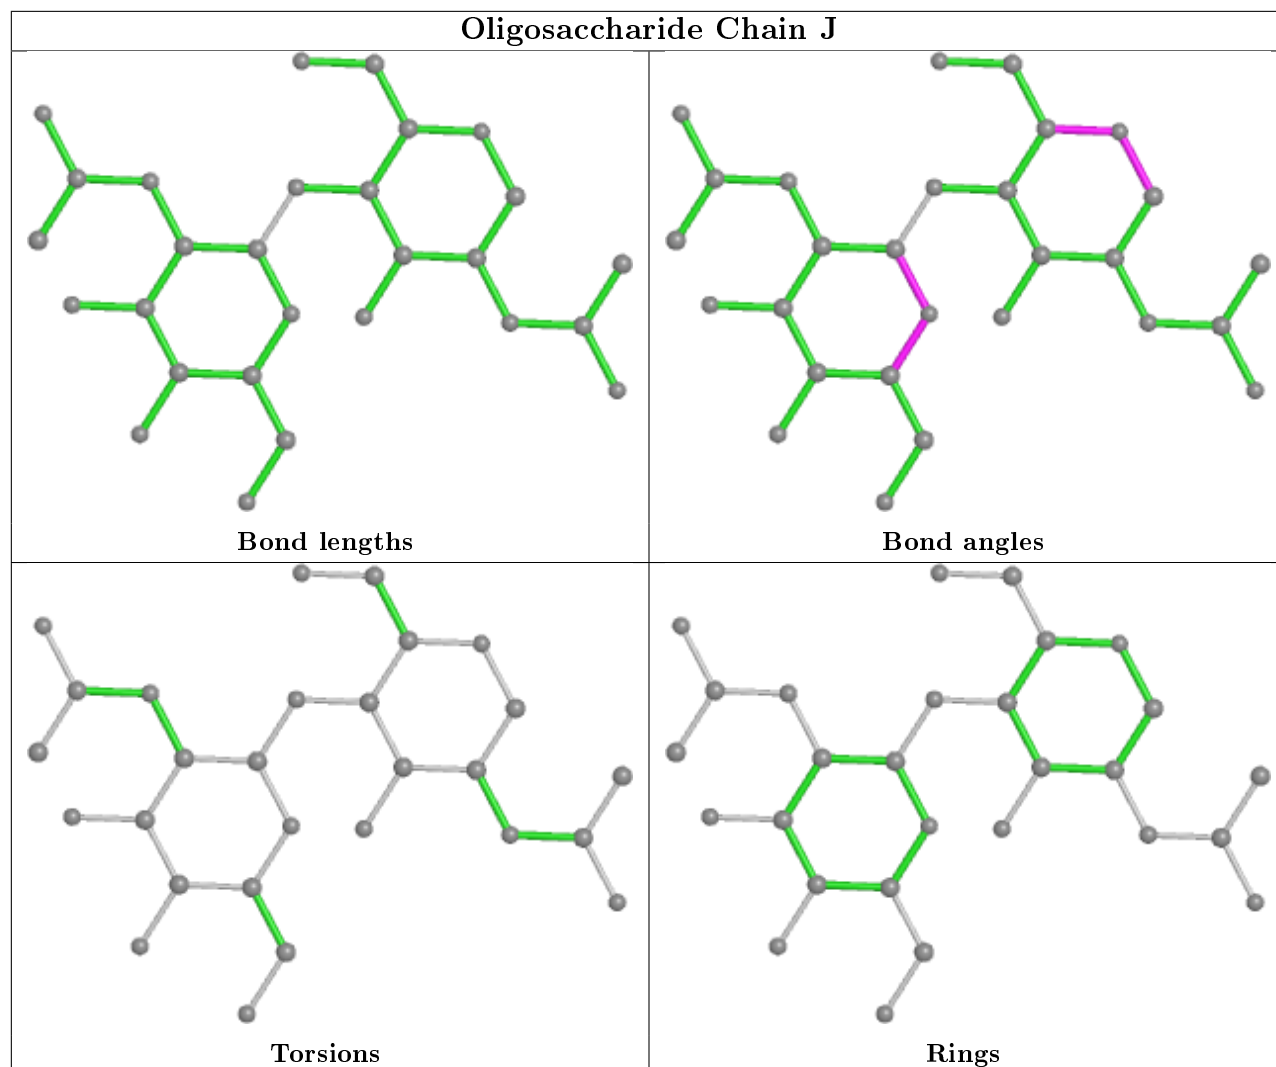 Oligosaccharide Chain J
Bond lengths
Bond angles
Torsions
Rings